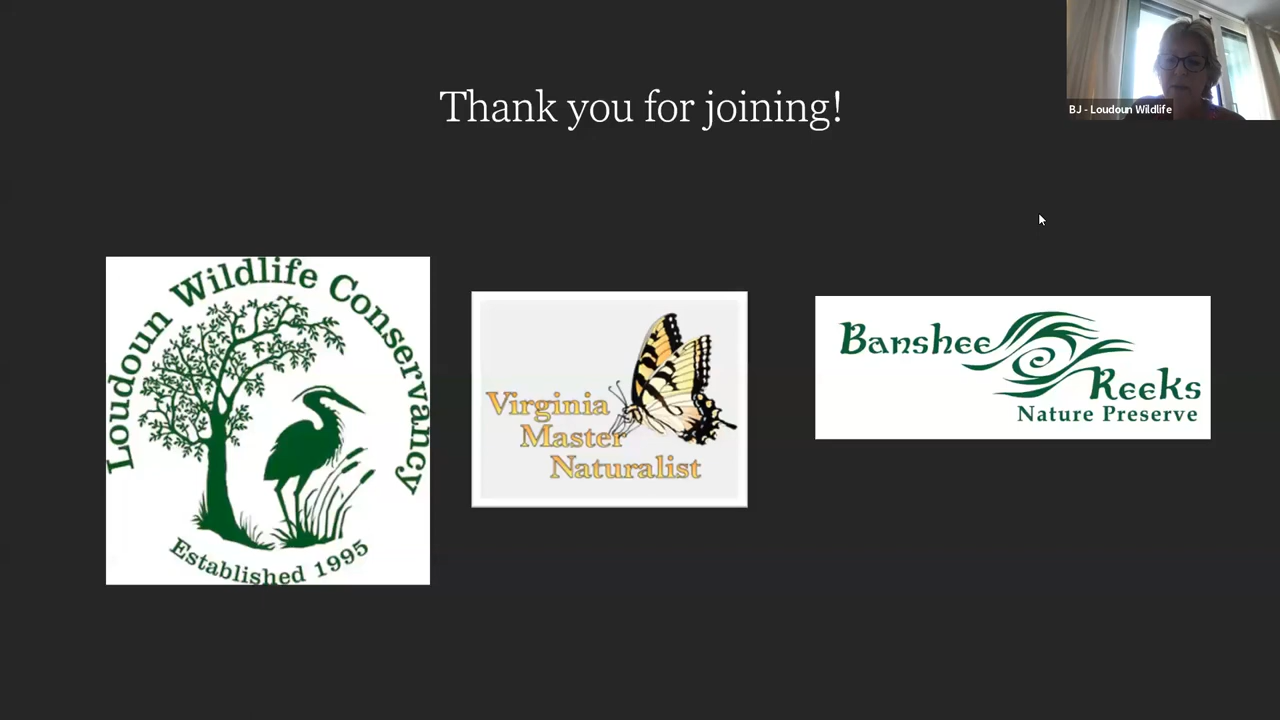 Thank you for joining!
BJ - Loudoun Wildlife
Loudoun Wildlife Conservancy
Established 1995
Virginia
Master
Naturalist
Banshee
Reeks
Nature Preserve